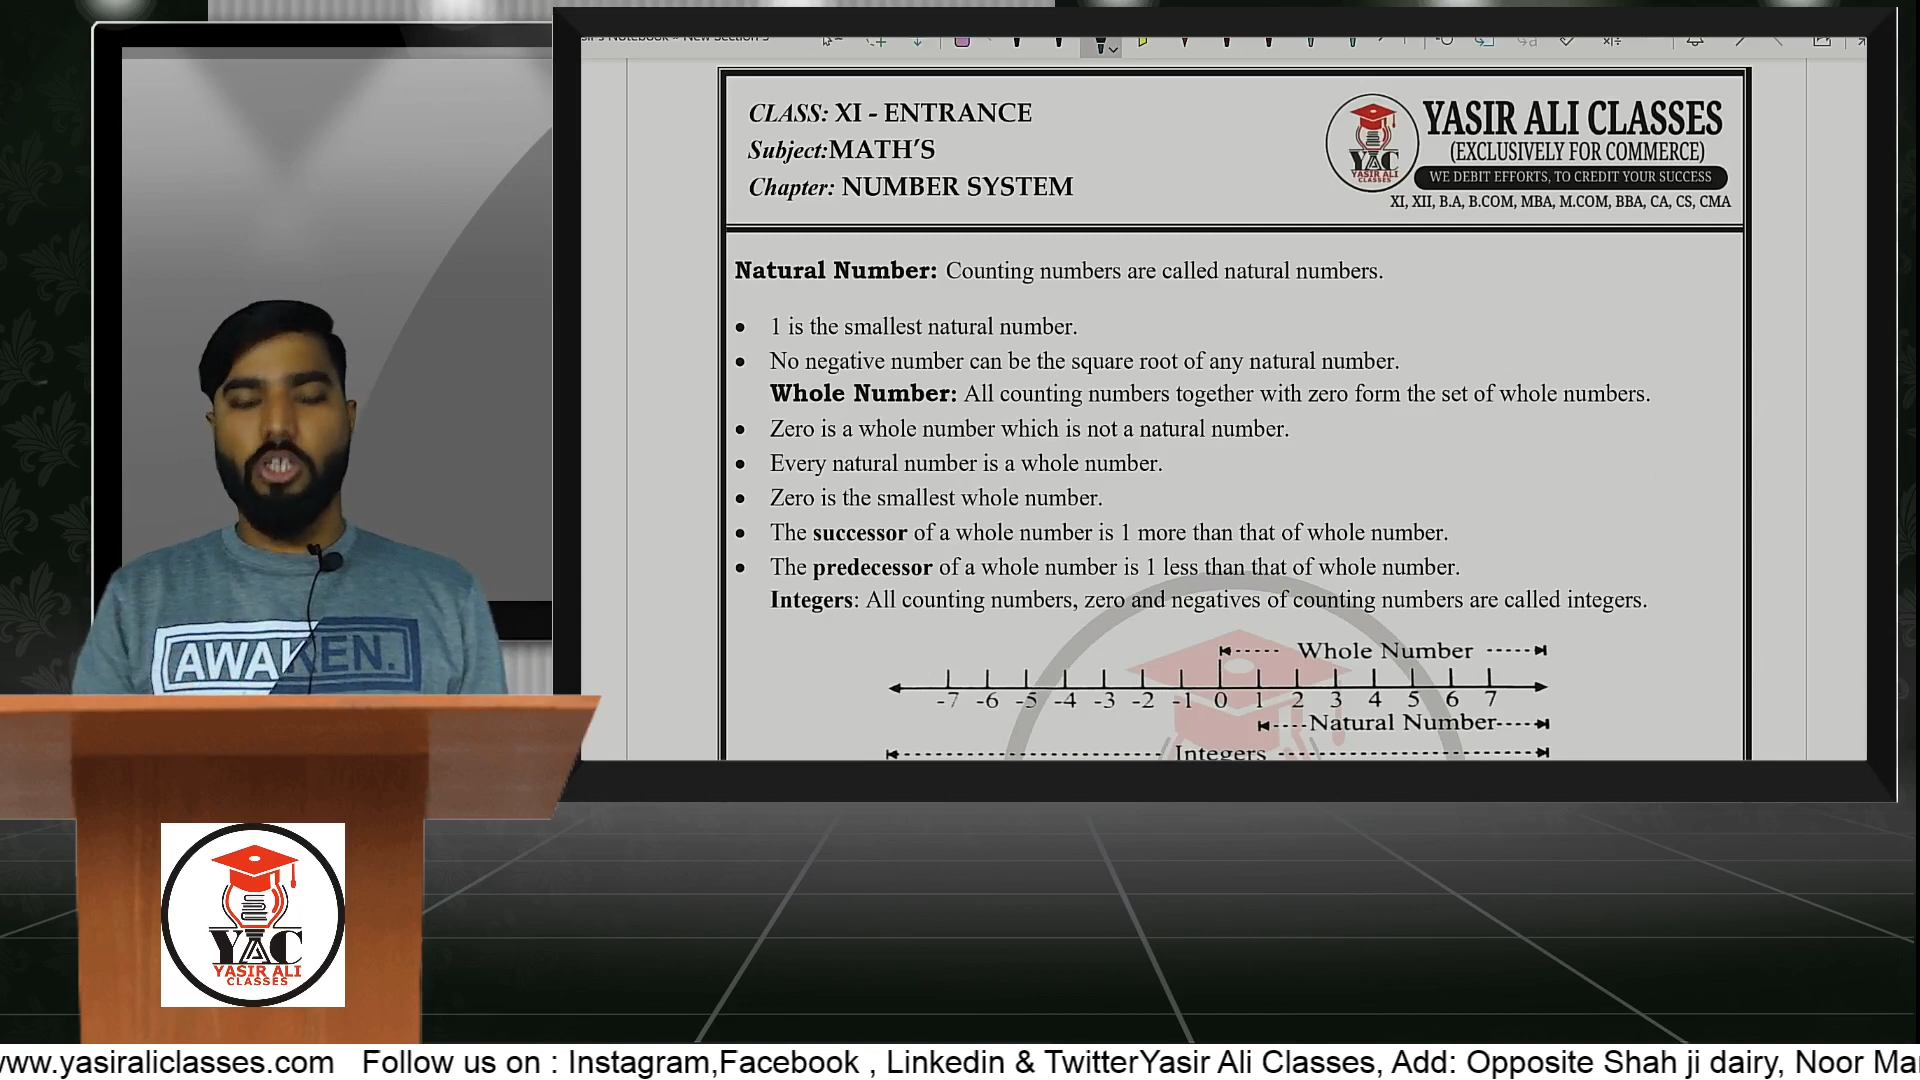 CLASS: XI - ENTRANCE
Subject:MATH'S
Chapter: NUMBER SYSTEM
YAC
YASIR ALI
CLASSES
YASIR ALI CLASSES
(EXCLUSIVELY FOR COMMERCE)
WE DEBIT EFFORTS, TO CREDIT YOUR SUCCESS
XI, XII, B.A, B.COM, MBA, M.COM, BBA, CA, CS, CMA
Natural Number: Counting numbers are called natural numbers.
• 1 is the smallest natural number.
• No negative number can be the square root of any natural number.
Whole Number: All counting numbers together with zero form the set of whole numbers.
• Zero is a whole number which is not a natural number.
• Every natural number is a whole number.
• Zero is the smallest whole number.
• The successor of a whole number is 1 more than that of whole number.
• The predecessor of a whole number is 1 less than that of whole number.
Integers: All counting numbers, zero and negatives of counting numbers are called integers.
Whole Number
-7 -6 -5 -4 -3 -2 -1 0 1 2 3 4 5 6 7
Natural Number
Integers
AWAKEN.
YAC
YASIR ALI
CLASSES
www.yasiraliclasses.com Follow us on : Instagram,Facebook , Linkedin & TwitterYasir Ali Classes, Add: Opposite Shah ji dairy, Noor